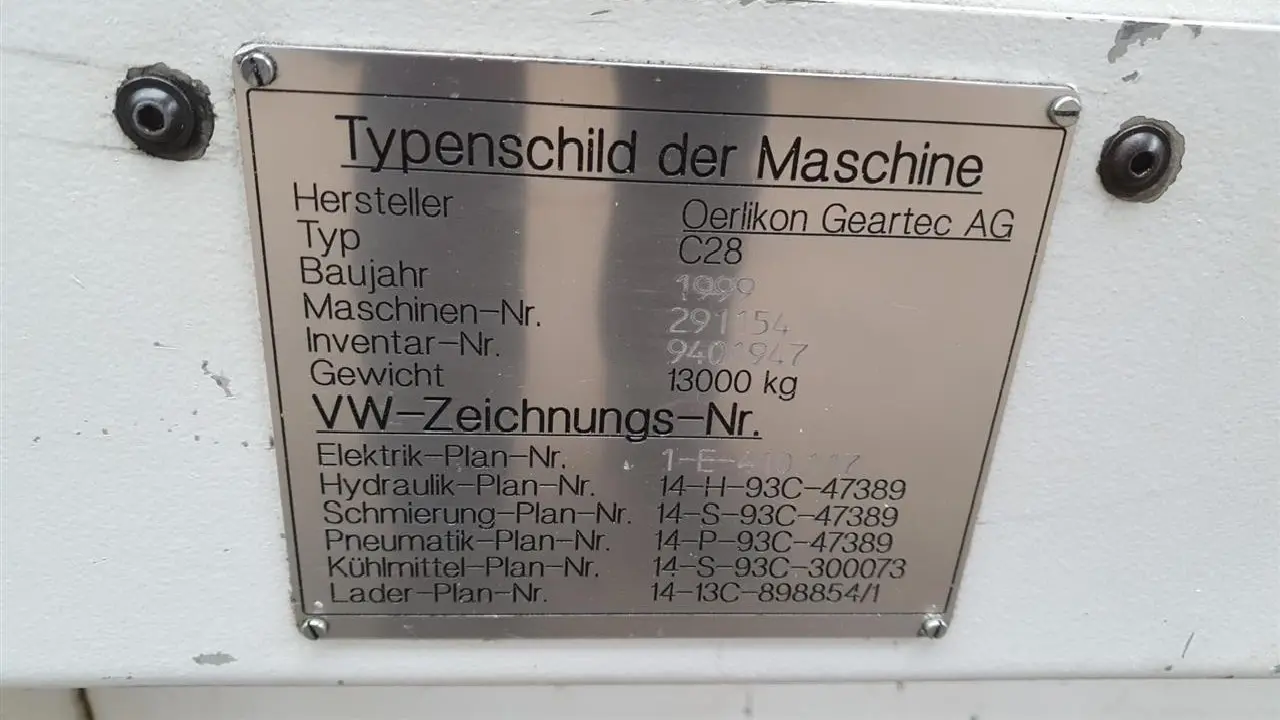 Typenschild der Maschine
Hersteller Oerlikon Geartec AG
Typ C28
Baujahr 1999
Maschinen-Nr. 291154
Inventar-Nr.
Gewicht 13000 kg
VW-Zeichnungs-Nr.
Elektrik-Plan-Nr.
Hydraulik-Plan-Nr. 14-H-93C-47389
Schmierung-Plan-Nr. 14-S-93C-47389
Pneumatik-Plan-Nr. 14-P-93C-47389
Kühlmittel-Plan-Nr. 14-S-93C-300073
Lader-Plan-Nr. 14-13C-898854/1